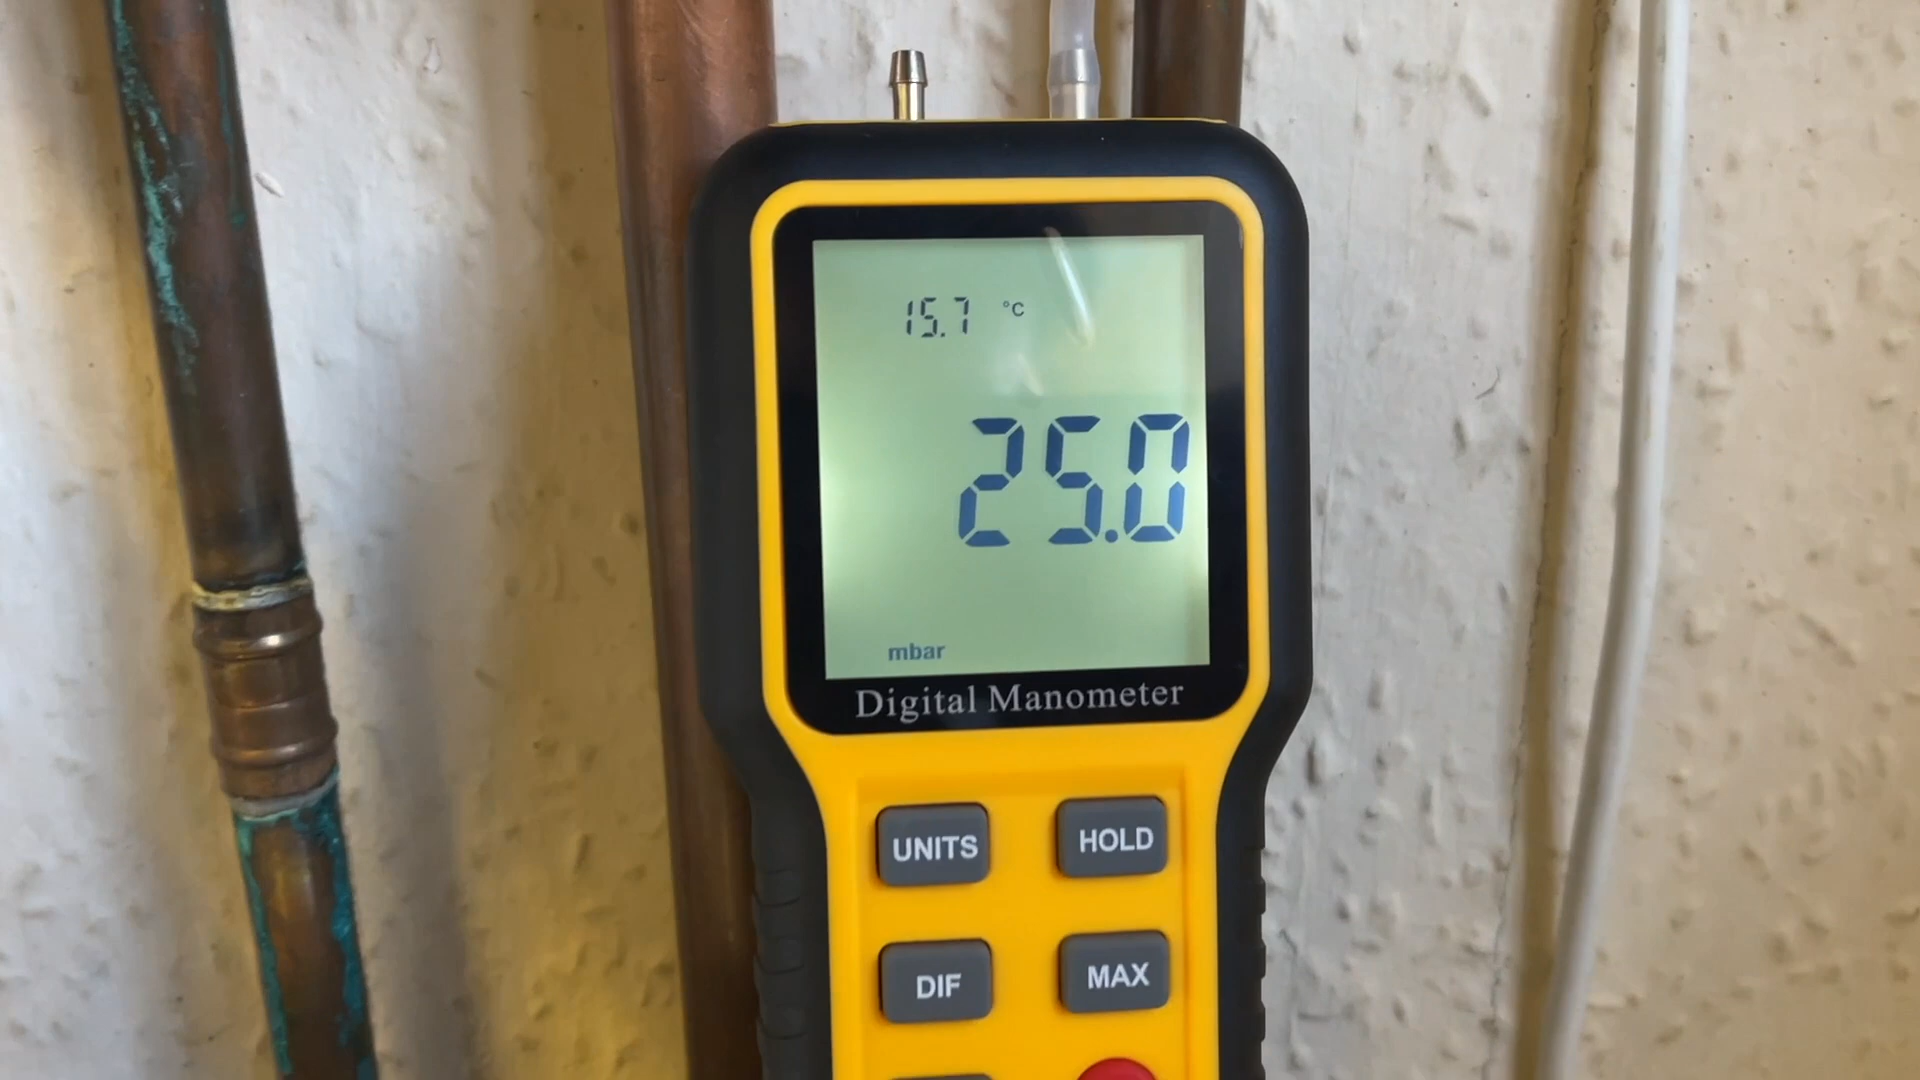 15.7 °C
25.0
mbar
Digital Manometer
UNITS HOLD
DIF MAX